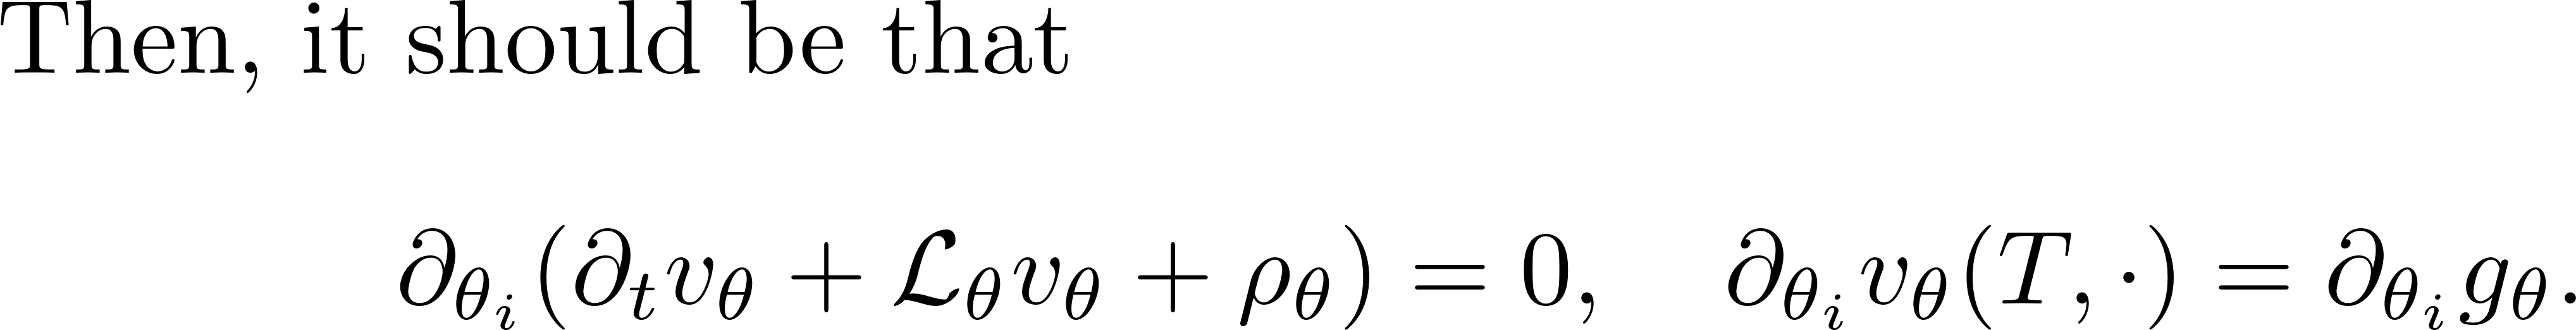 Then, it should be that
∂_{θ_i}(∂_t v_θ + 𝓛_θ v_θ + ρ_θ) = 0, ∂_{θ_i} v_θ(T, ·) = ∂_{θ_i} g_θ.